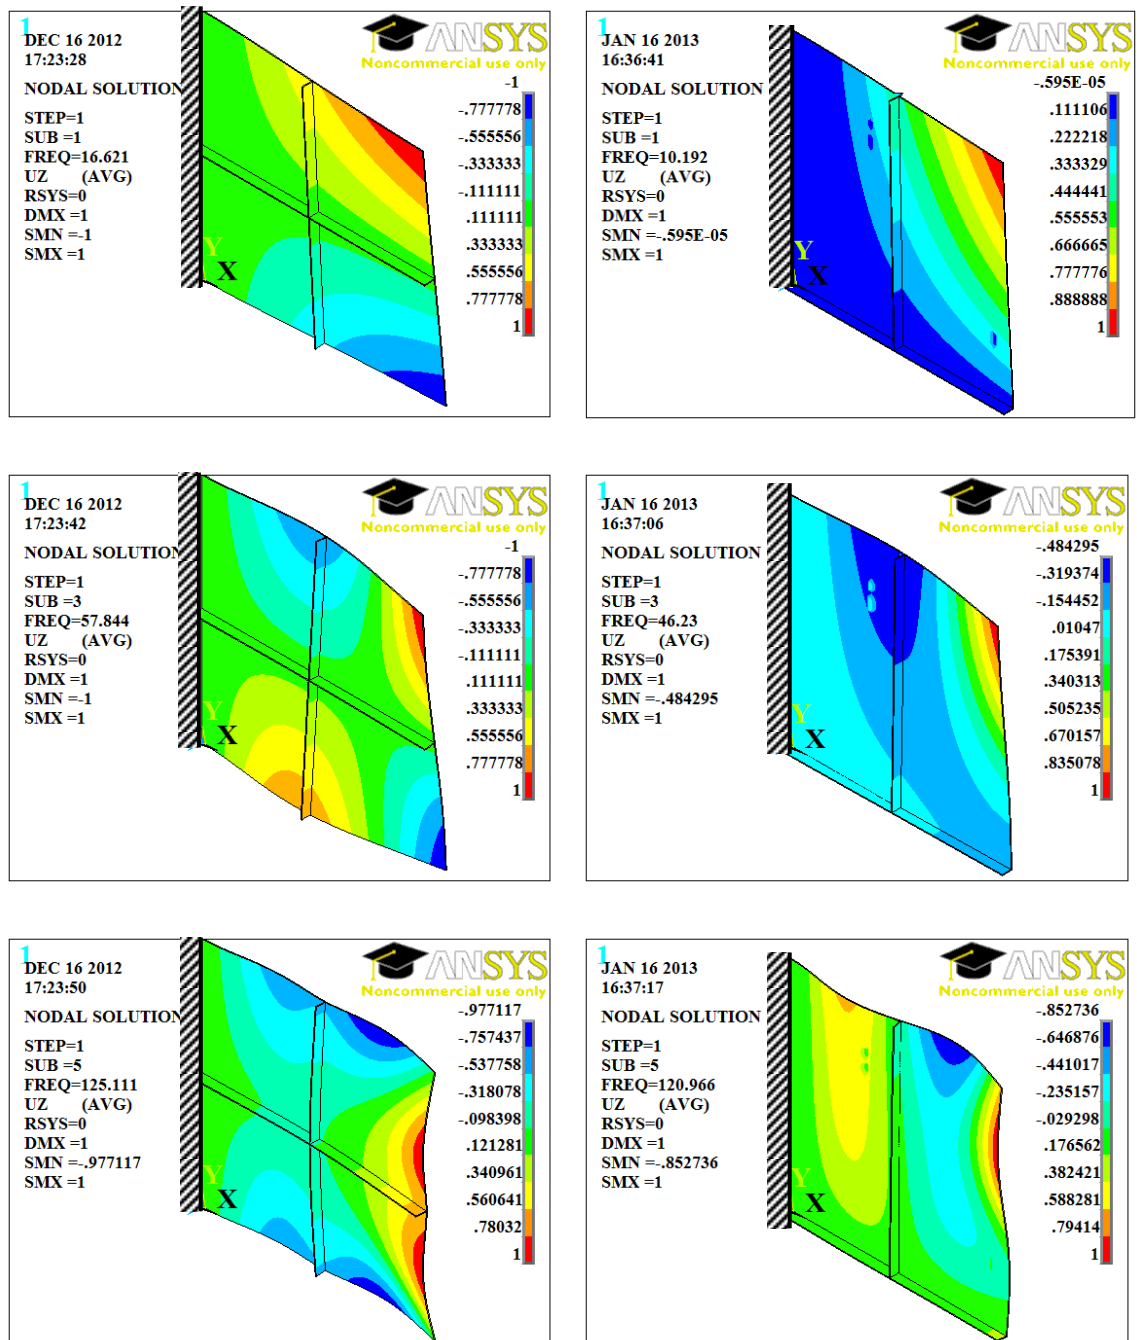 1
DEC 16 2012
17:23:28
NODAL SOLUTION
STEP=1
SUB =1
FREQ=16.621
UZ (AVG)
RSYS=0
DMX =1
SMN =-1
SMX =1
ANSYS
Noncommercial use only
-1
-.777778
-.555556
-.333333
-.111111
.111111
.333333
.555556
.777778
1
Y
X
1
JAN 16 2013
16:36:41
NODAL SOLUTION
STEP=1
SUB =1
FREQ=10.192
UZ (AVG)
RSYS=0
DMX =1
SMN =-.595E-05
SMX =1
ANSYS
Noncommercial use only
-.595E-05
.111106
.222218
.333329
.444441
.555553
.666665
.777776
.888888
1
Y
X
1
DEC 16 2012
17:23:42
NODAL SOLUTION
STEP=1
SUB =3
FREQ=57.844
UZ (AVG)
RSYS=0
DMX =1
SMN =-1
SMX =1
ANSYS
Noncommercial use only
-1
-.777778
-.555556
-.333333
-.111111
.111111
.333333
.555556
.777778
1
Y
X
1
JAN 16 2013
16:37:06
NODAL SOLUTION
STEP=1
SUB =3
FREQ=46.23
UZ (AVG)
RSYS=0
DMX =1
SMN =-.484295
SMX =1
ANSYS
Noncommercial use only
-.484295
-.319374
-.154452
.01047
.175391
.340313
.505235
.670157
.835078
1
Y
X
1
DEC 16 2012
17:23:50
NODAL SOLUTION
STEP=1
SUB =5
FREQ=125.111
UZ (AVG)
RSYS=0
DMX =1
SMN =-.977117
SMX =1
ANSYS
Noncommercial use only
-.977117
-.757437
-.537758
-.318078
-.098398
.121281
.340961
.560641
.78032
1
Y
X
1
JAN 16 2013
16:37:17
NODAL SOLUTION
STEP=1
SUB =5
FREQ=120.966
UZ (AVG)
RSYS=0
DMX =1
SMN =-.852736
SMX =1
ANSYS
Noncommercial use only
-.852736
-.646876
-.441017
-.235157
-.029298
.176562
.382421
.588281
.79414
1
Y
X